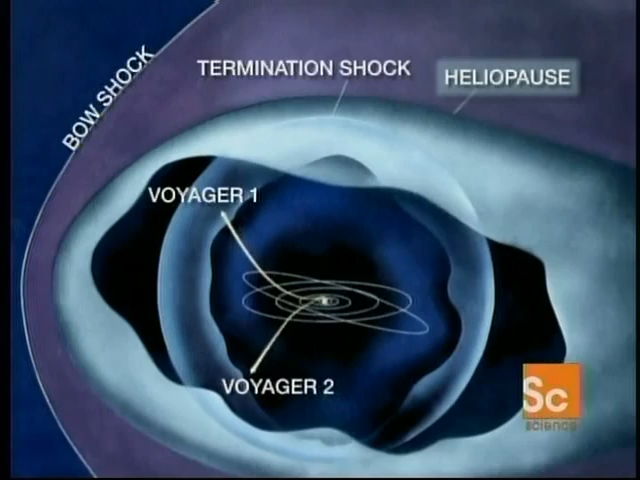 BOW SHOCK
TERMINATION SHOCK
HELIOPAUSE
VOYAGER 1
VOYAGER 2
Sc
science